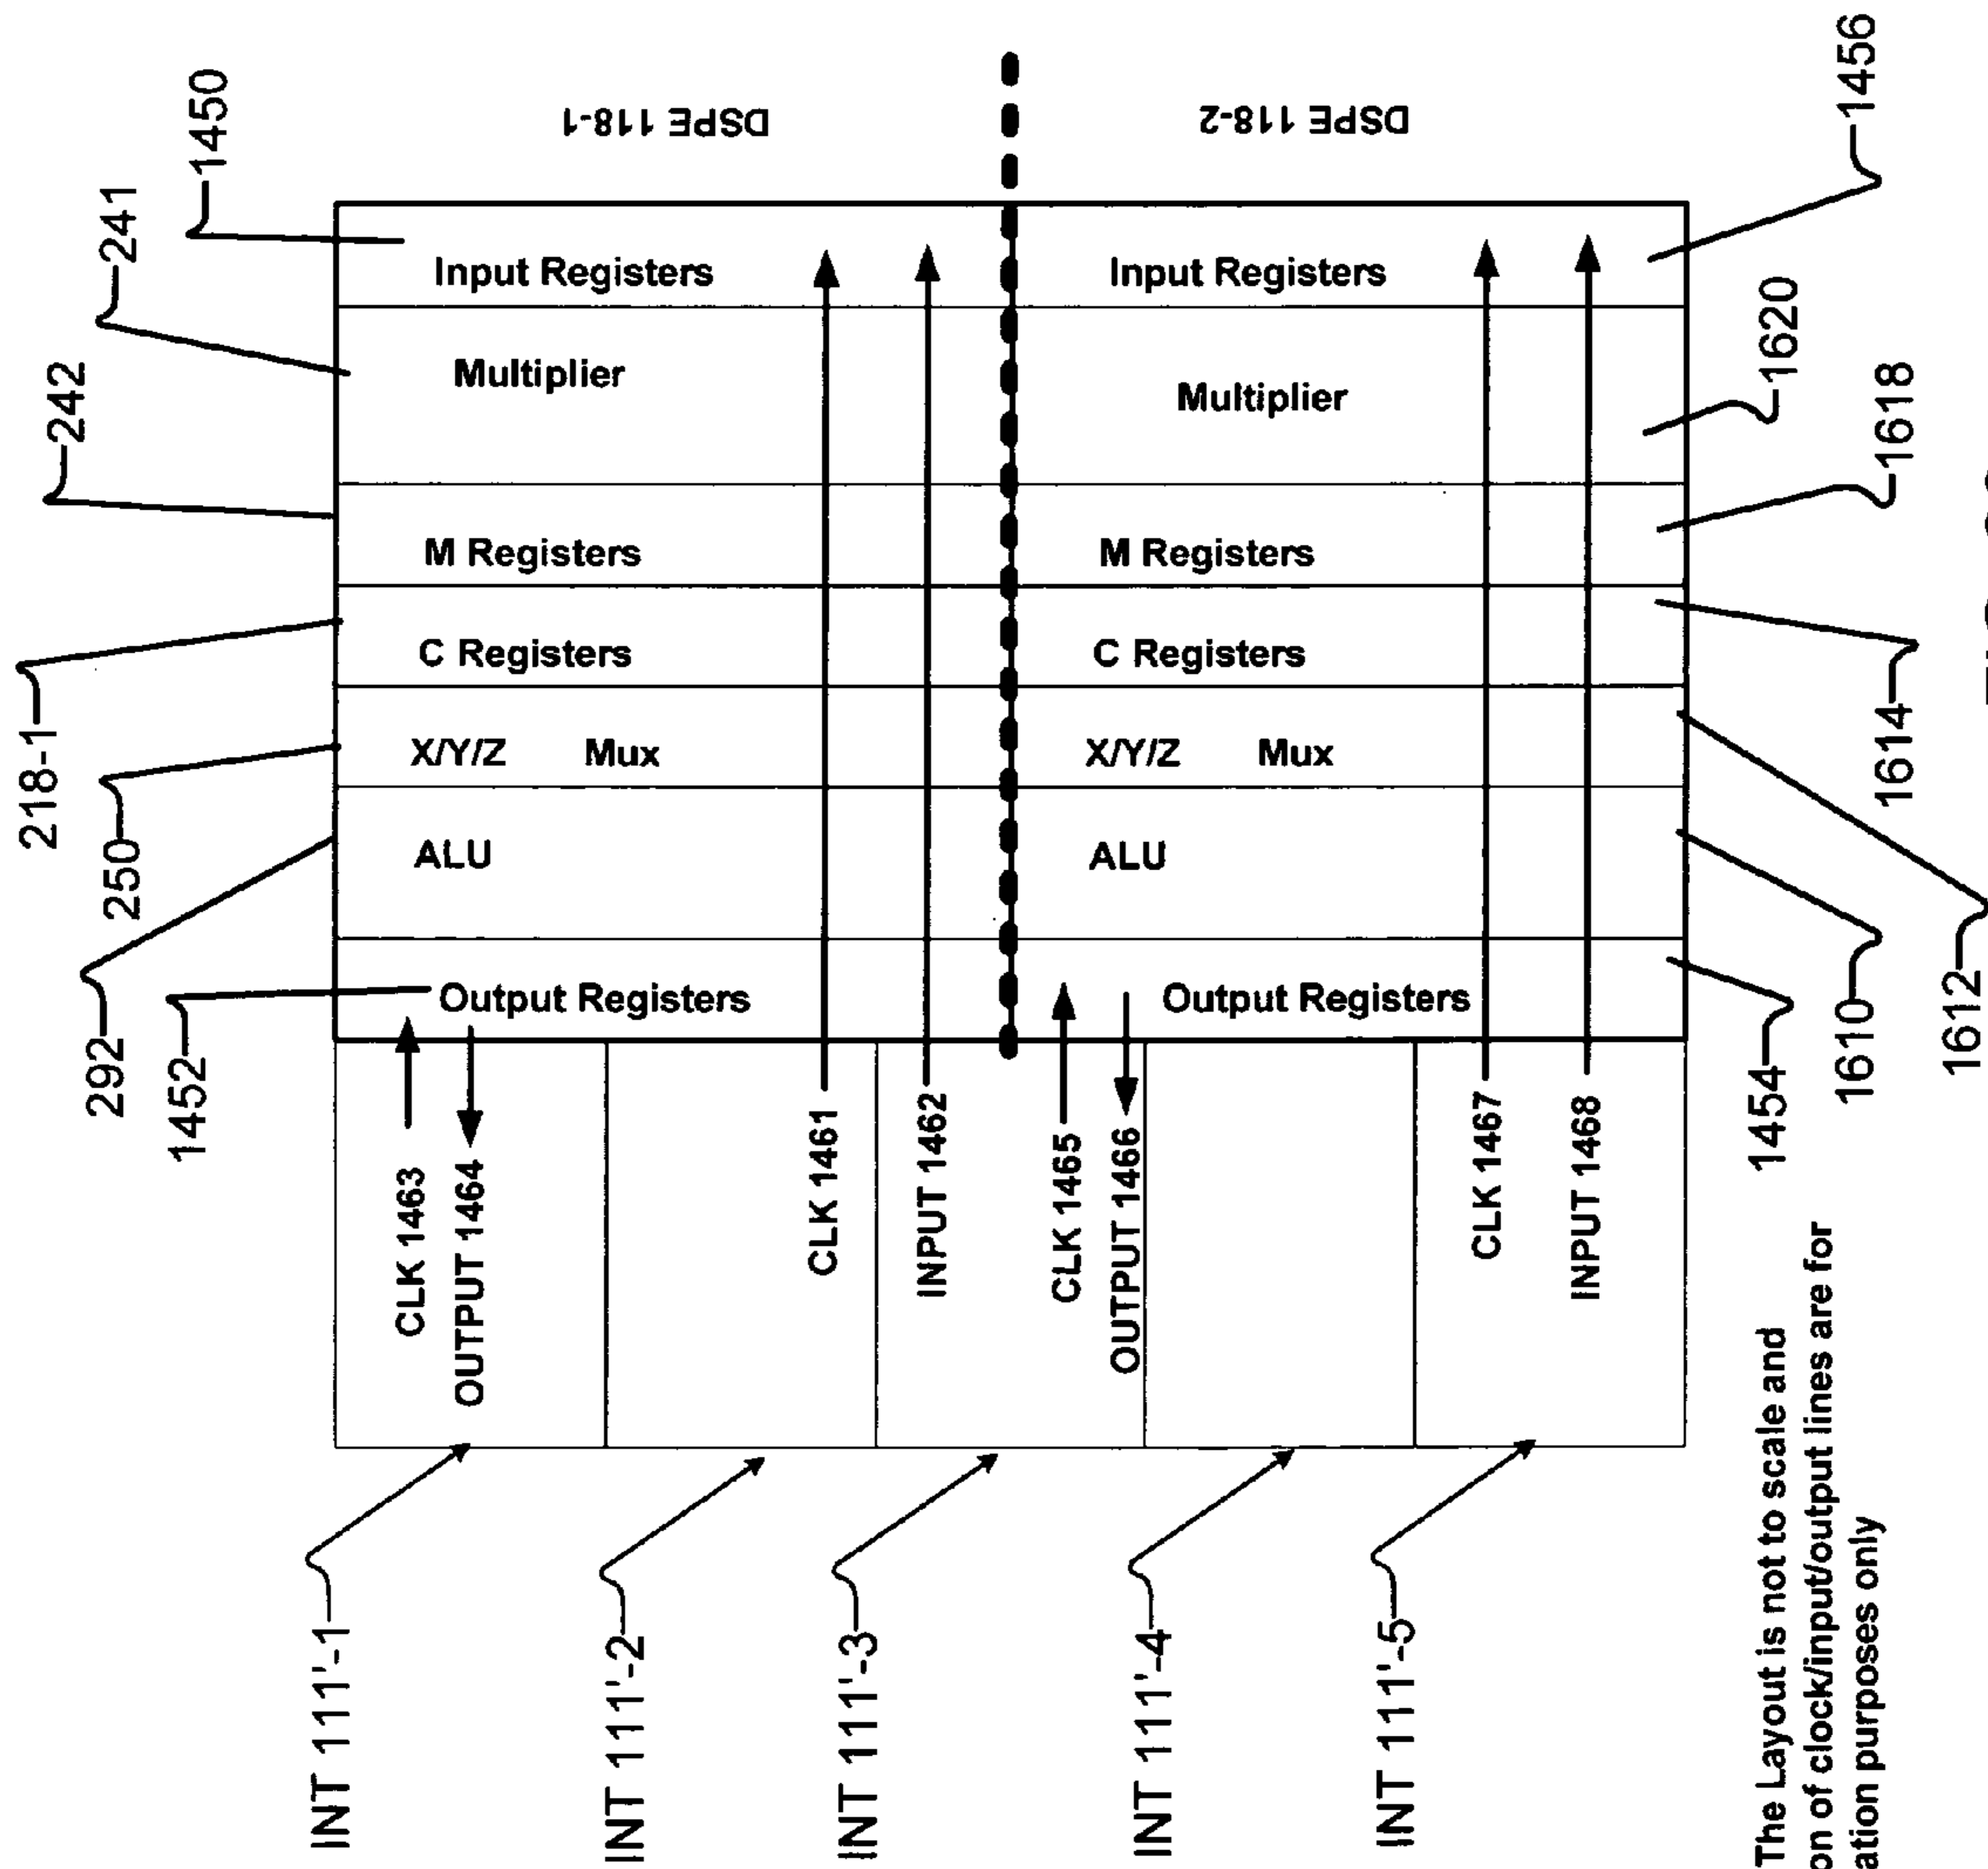 218-1
250
292
1452
242
241
1450
DSPE 118-1
DSPE 118-2
Input Registers
Multiplier
M Registers
C Registers
X/Y/Z Mux
ALU
Output Registers
Input Registers
Multiplier
M Registers
C Registers
X/Y/Z Mux
ALU
Output Registers
CLK 1463
OUTPUT 1464
CLK 1461
INPUT 1462
CLK 1465
OUTPUT 1466
CLK 1467
INPUT 1468
INT 111'-1
INT 111'-2
INT 111'-3
INT 111'-4
INT 111'-5
1456
1620
1618
1614
1612
1610
1454
The Layout is not to scale and
of clock/input/output lines are for
purposes only